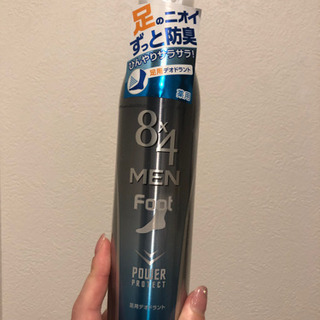 足のニオイ
ずっと防臭
ひんやりサラサラ!
足用デオドラント
薬用
8x4
MEN
Foot
POWER
PROTECT
薬用デオドラント